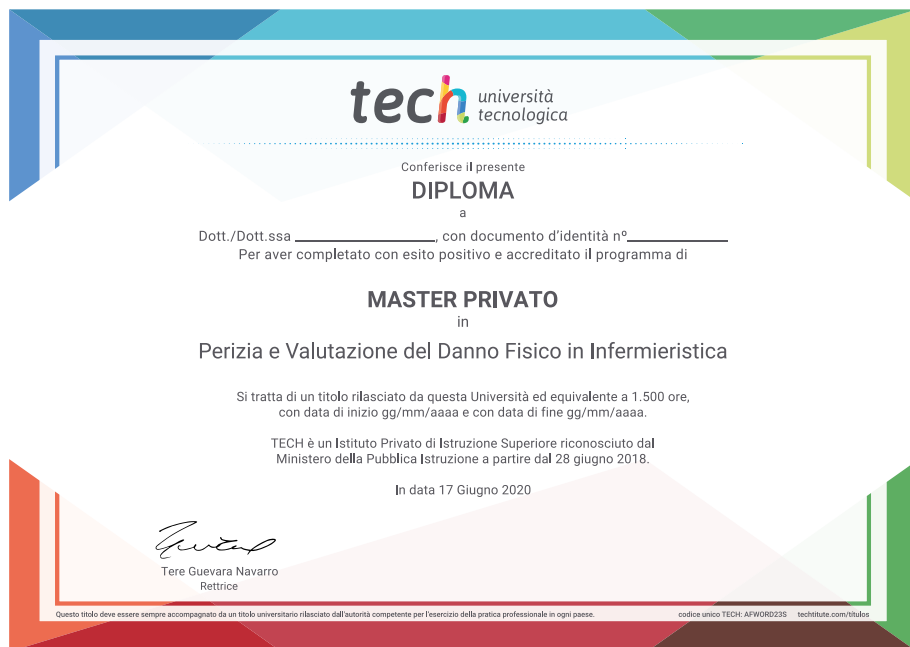 tech università
tecnologica
Conferisce il presente
DIPLOMA
a
Dott./Dott.ssa ________________, con documento d'identità nº____________
Per aver completato con esito positivo e accreditato il programma di
MASTER PRIVATO
in
Perizia e Valutazione del Danno Fisico in Infermieristica
Si tratta di un titolo rilasciato da questa Università ed equivalente a 1.500 ore,
con data di inizio gg/mm/aaaa e con data di fine gg/mm/aaaa.
TECH è un Istituto Privato di Istruzione Superiore riconosciuto dal
Ministero della Pubblica Istruzione a partire dal 28 giugno 2018.
In data 17 Giugno 2020
Tere Guevara Navarro
Rettrice
Questo titolo deve essere sempre accompagnato da un titolo universitario rilasciato dall'autorità competente per l'esercizio della pratica professionale in ogni paese. codice unico TECH: AFWORD23S techtitute.com/titulos